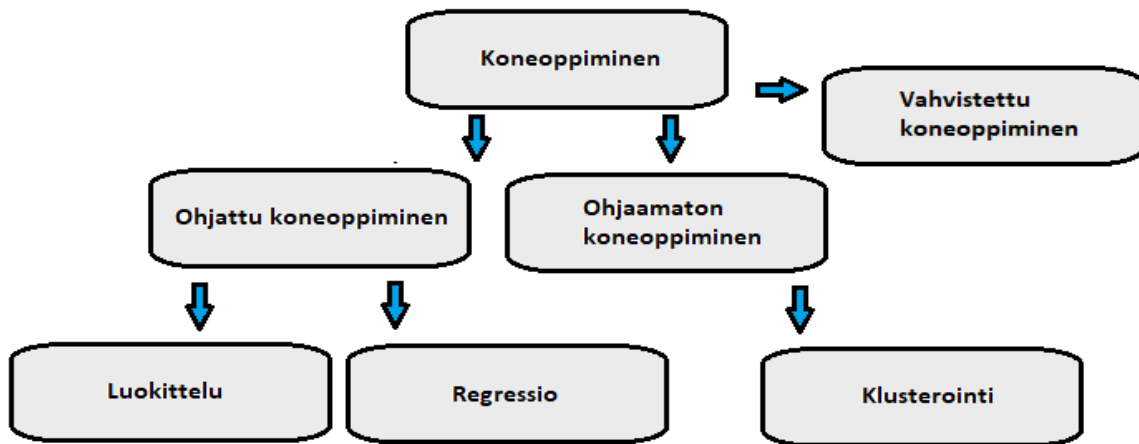 Koneoppiminen
Vahvistettu
koneoppiminen
Ohjattu koneoppiminen
Ohjaamaton
koneoppiminen
Luokittelu
Regressio
Klusterointi